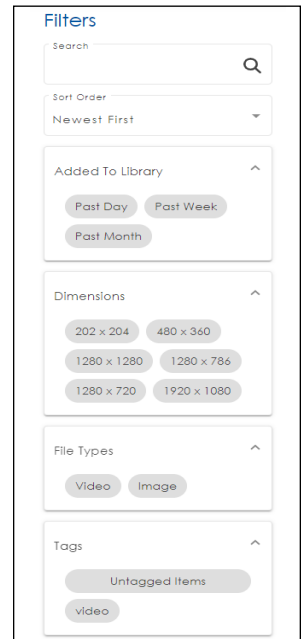 Filters
Search
Sort Order
Newest First
Added To Library
Past Day Past Week
Past Month
Dimensions
202 x 204 480 x 360
1280 x 1280 1280 x 786
1280 x 720 1920 x 1080
File Types
Video Image
Tags
Untagged Items
video